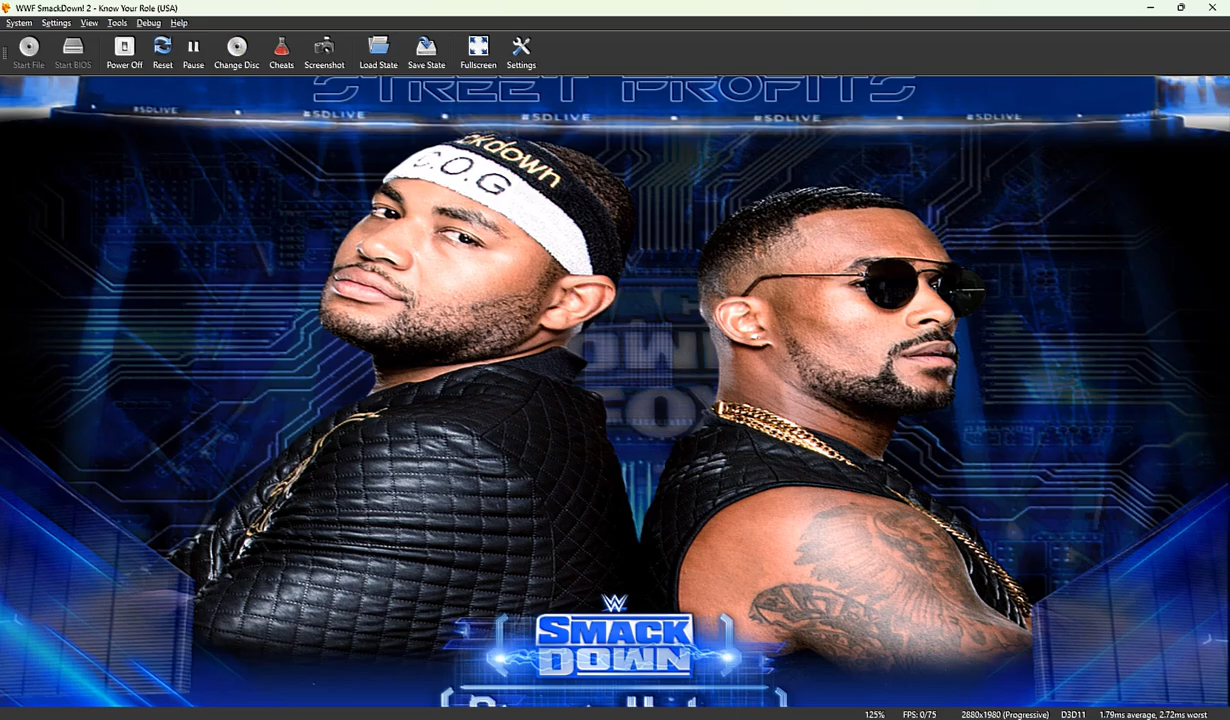 WWF SmackDown! 2 - Know Your Role (USA)
System Settings View Tools Debug Help
Start File Start BIOS Power Off Reset Pause Change Disc Cheats Screenshot Load State Save State Fullscreen Settings
STREET PROFITS
#SDLIVE #SDLIVE #SDLIVE #SDLIVE #SDLIVE
ckdown
C.O.G
OWN
FOX
W
SMACK
DOWN
125% FPS: 0/75 2880x1980 (Progressive) D3D11 1.79ms average, 2.72ms worst